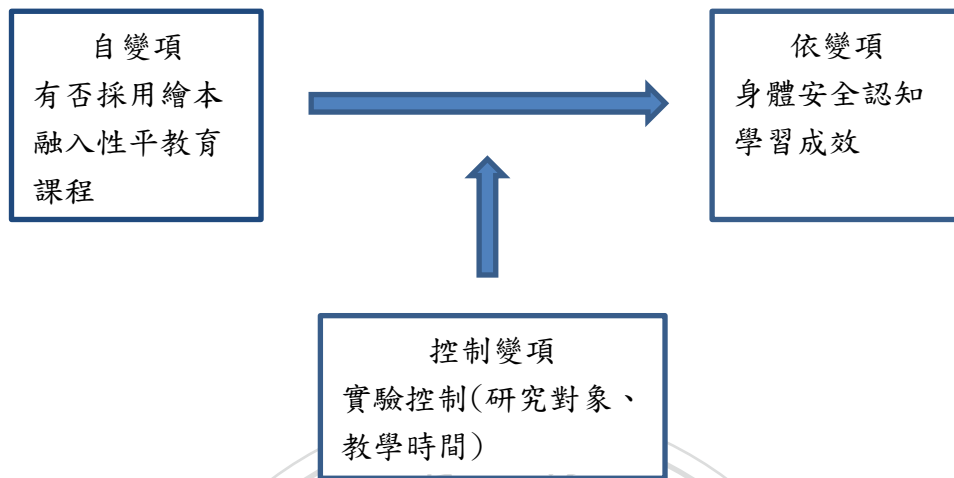 自變項
有否採用繪本
融入性平教育
課程
依變項
身體安全認知
學習成效
控制變項
實驗控制(研究對象、
教學時間)